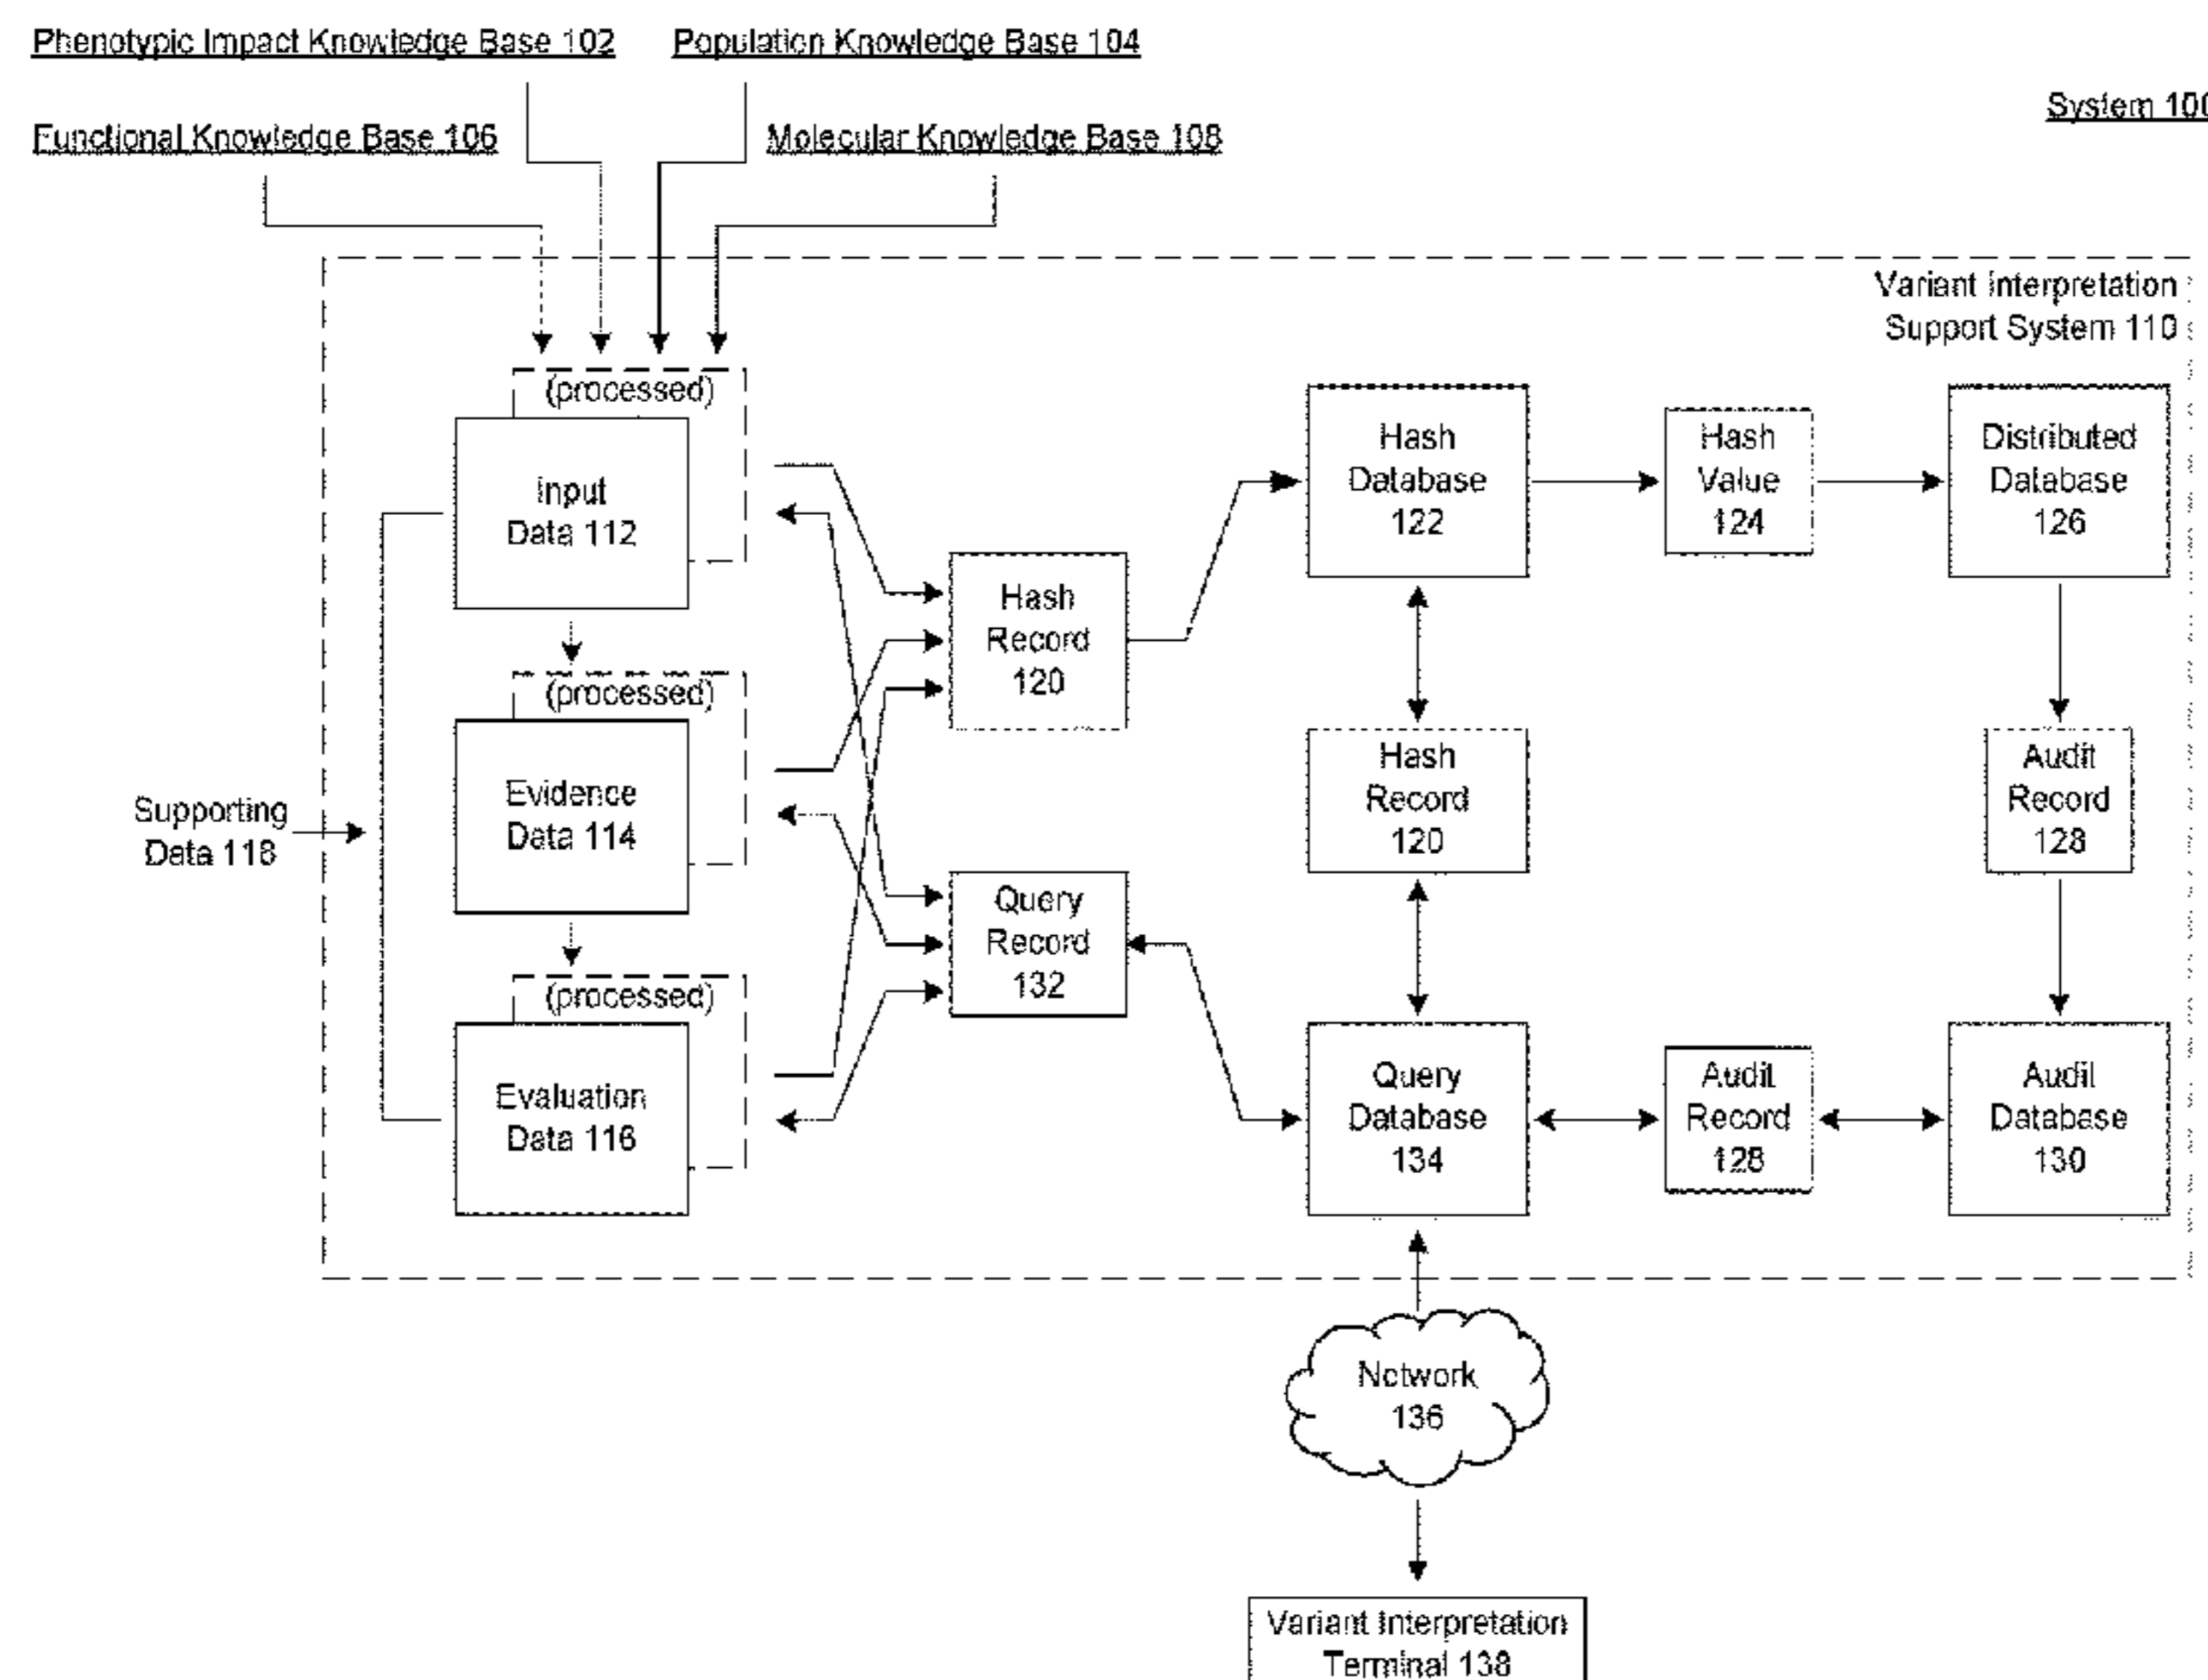 Phenotypic Impact Knowledge Base 102
Population Knowledge Base 104
System 100
Functional Knowledge Base 106
Molecular Knowledge Base 108
Variant Interpretation
Support System 110
(processed)
Input
Data 112
Hash
Database
122
Hash
Value
124
Distributed
Database
126
Hash
Record
120
(processed)
Evidence
Data 114
Supporting
Data 118
Hash
Record
120
Audit
Record
128
Query
Record
132
(processed)
Evaluation
Data 116
Query
Database
134
Audit
Record
128
Audit
Database
130
Network
136
Variant Interpretation
Terminal 138